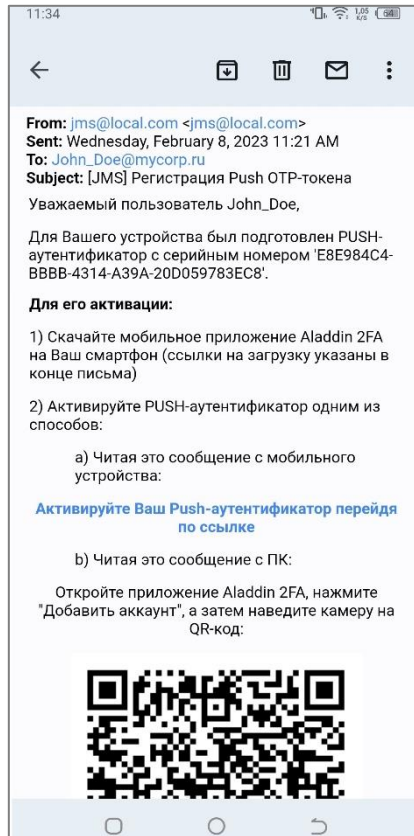 11:34
1,05
K/s
64
From: jms@local.com <jms@local.com>
Sent: Wednesday, February 8, 2023 11:21 AM
To: John_Doe@mycorp.ru
Subject: [JMS] Регистрация Push OTP-токена
Уважаемый пользователь John_Doe,
Для Вашего устройства был подготовлен PUSH-
аутентификатор с серийным номером 'E8E984C4-
BBBB-4314-A39A-20D059783EC8'.
Для его активации:
1) Скачайте мобильное приложение Aladdin 2FA
на Ваш смартфон (ссылки на загрузку указаны в
конце письма)
2) Активируйте PUSH-аутентификатор одним из
способов:
a) Читая это сообщение с мобильного
устройства:
Активируйте Ваш Push-аутентификатор перейдя
по ссылке
b) Читая это сообщение с ПК:
Откройте приложение Aladdin 2FA, нажмите
"Добавить аккаунт", а затем наведите камеру на
QR-код: